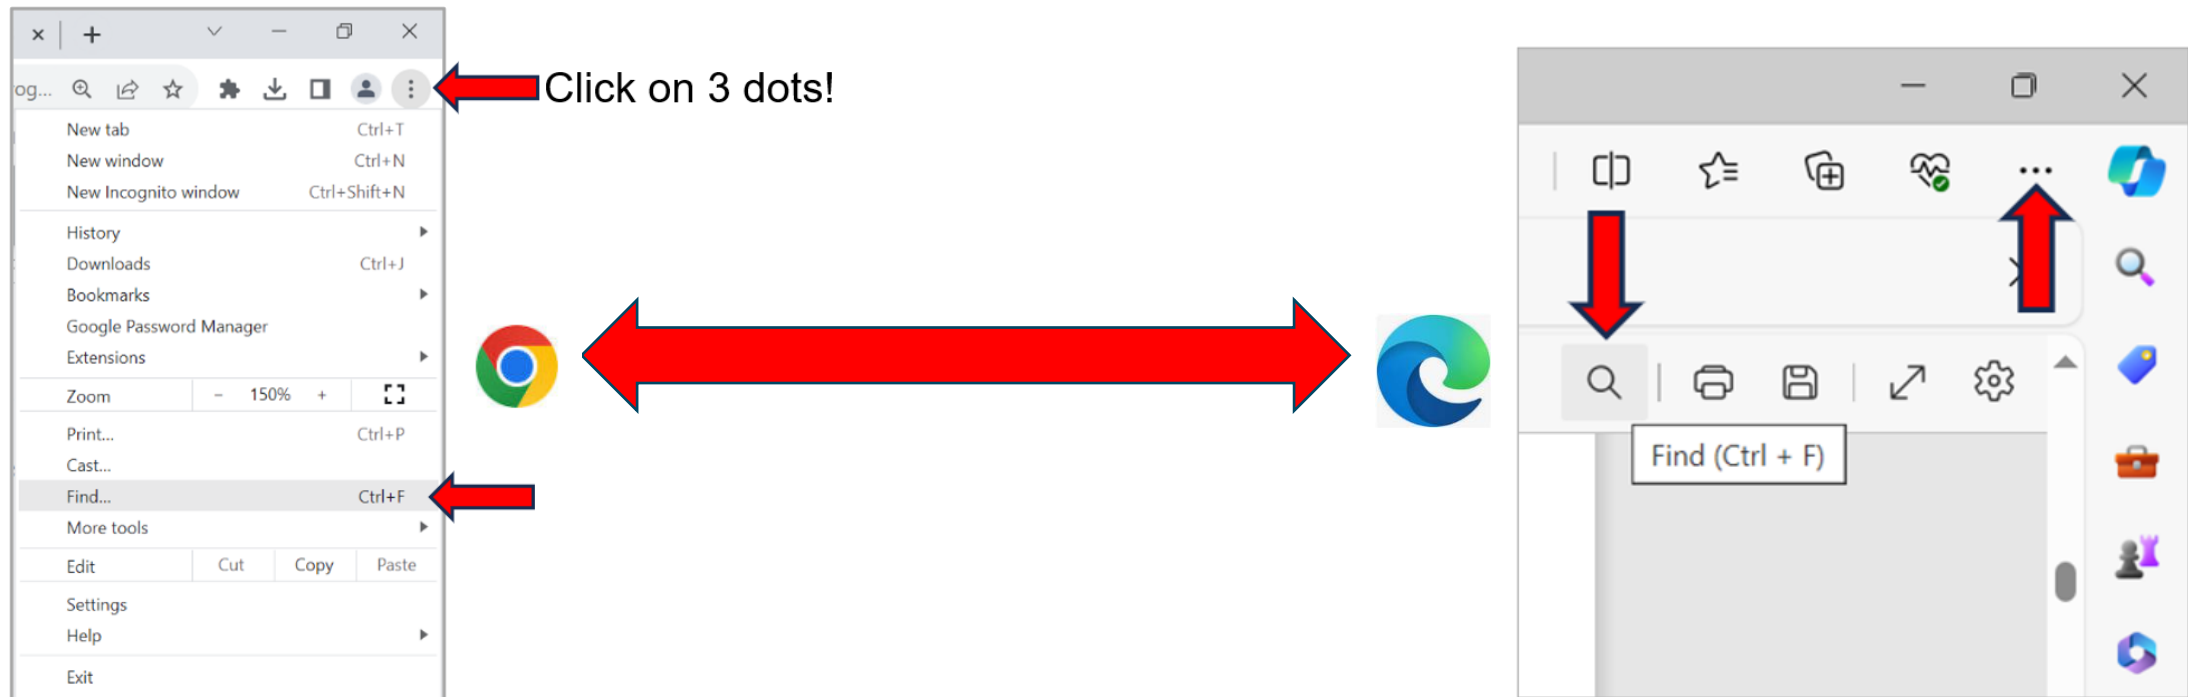 og...
Click on 3 dots!
New tab Ctrl+T
New window Ctrl+N
New Incognito window Ctrl+Shift+N
History
Downloads Ctrl+J
Bookmarks
Google Password Manager
Extensions
Zoom - 150% +
Print... Ctrl+P
Cast...
Find... Ctrl+F
More tools
Edit Cut Copy Paste
Settings
Help
Exit
Find (Ctrl + F)